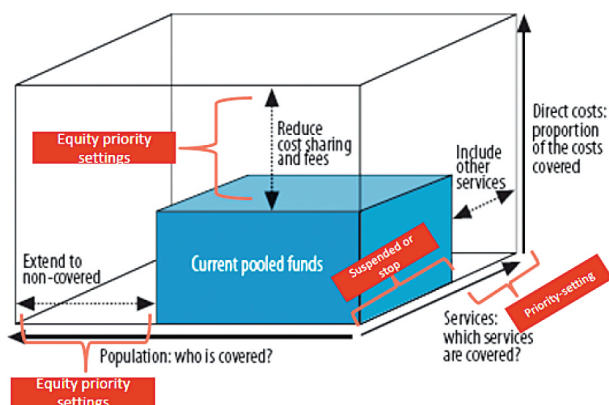 Direct costs:
proportion
of the costs
covered
Equity priority
settings
Reduce
cost sharing
and fees
Include
other
services
Extend to
non-covered
Current pooled funds
Suspended or
stop
Priority-setting
Services:
which services
are covered?
Population: who is covered?
Equity priority
settings